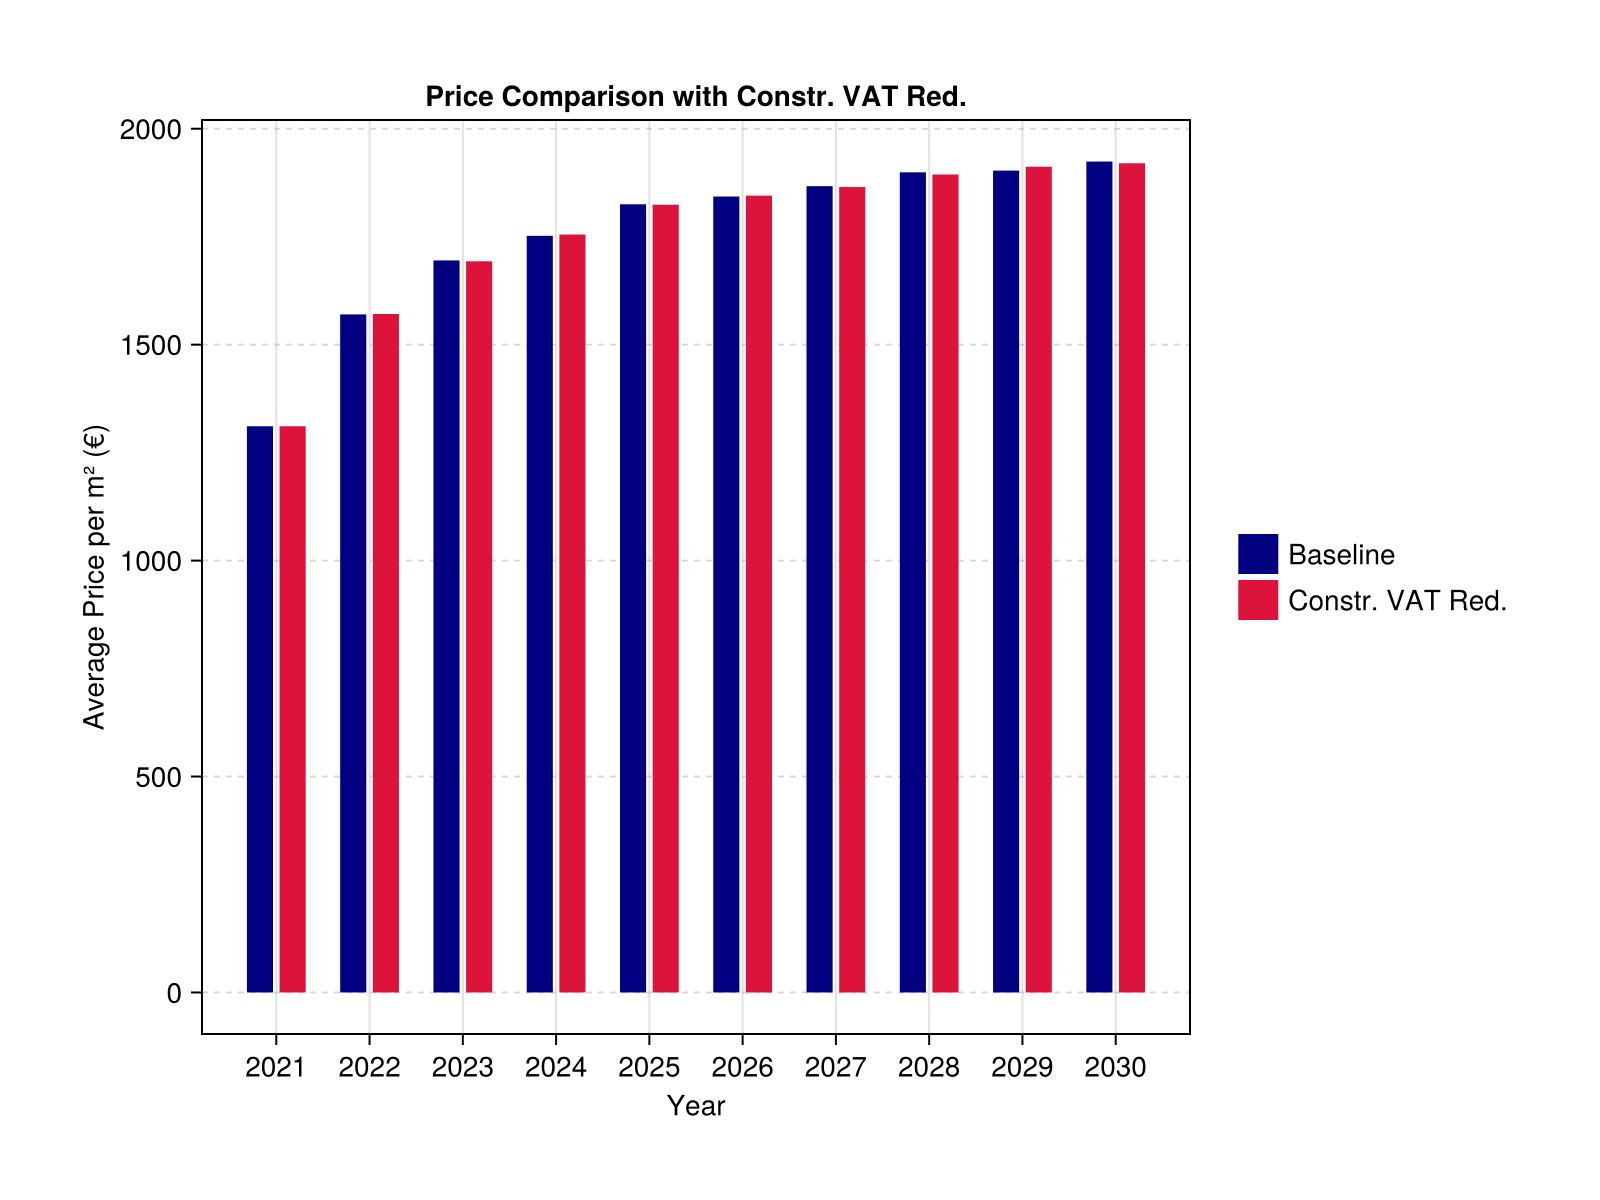 Price Comparison with Constr. VAT Red.
2000
1500
1000
500
0
Average Price per m² (€)
2021 2022 2023 2024 2025 2026 2027 2028 2029 2030
Year
Baseline
Constr. VAT Red.